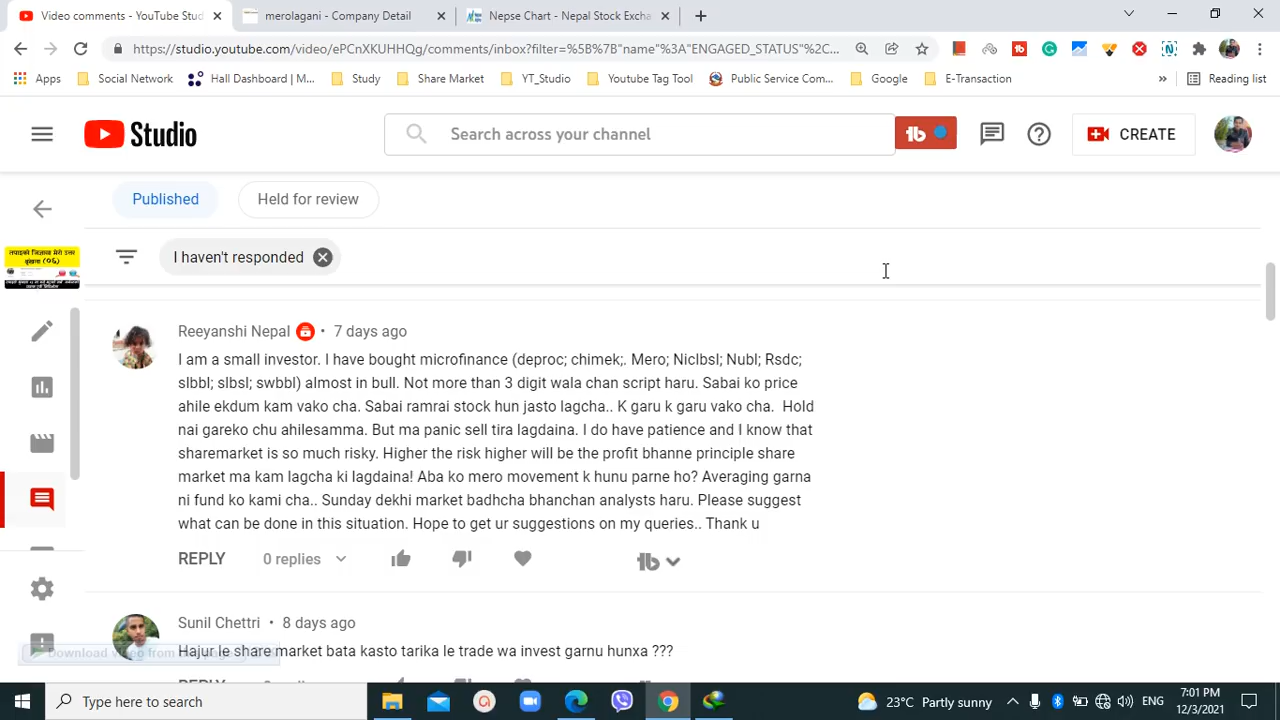 Video comments - YouTube Studio
merolagani - Company Detail
Nepse Chart - Nepal Stock Excha
https://studio.youtube.com/video/ePCnXKUHHQg/comments/inbox?filter=%5B%7B"name"%3A"ENGAGED_STATUS"%2C...
Apps Social Network Hall Dashboard | M... Study Share Market YT_Studio Youtube Tag Tool Public Service Com... Google E-Transaction » Reading list
Studio
Search across your channel
CREATE
Published
Held for review
तपाइको जिज्ञासा मेरो उत्तर
I haven't responded
Reeyanshi Nepal • 7 days ago
I am a small investor. I have bought microfinance (deproc; chimek;. Mero; Niclbsl; Nubl; Rsdc;
slbbl; slbsl; swbbl) almost in bull. Not more than 3 digit wala chan script haru. Sabai ko price
ahile ekdum kam vako cha. Sabai ramrai stock hun jasto lagcha.. K garu k garu vako cha. Hold
nai gareko chu ahilesamma. But ma panic sell tira lagdaina. I do have patience and I know that
sharemarket is so much risky. Higher the risk higher will be the profit bhanne principle share
market ma kam lagcha ki lagdaina! Aba ko mero movement k hunu parne ho? Averaging garna
ni fund ko kami cha.. Sunday dekhi market badhcha bhanchan analysts haru. Please suggest
what can be done in this situation. Hope to get ur suggestions on my queries.. Thank u
REPLY 0 replies
Sunil Chettri • 8 days ago
Download video from
Hajur le share market bata kasto tarika le trade wa invest garnu hunxa ???
Type here to search
23°C Partly sunny
ENG
7:01 PM
12/3/2021